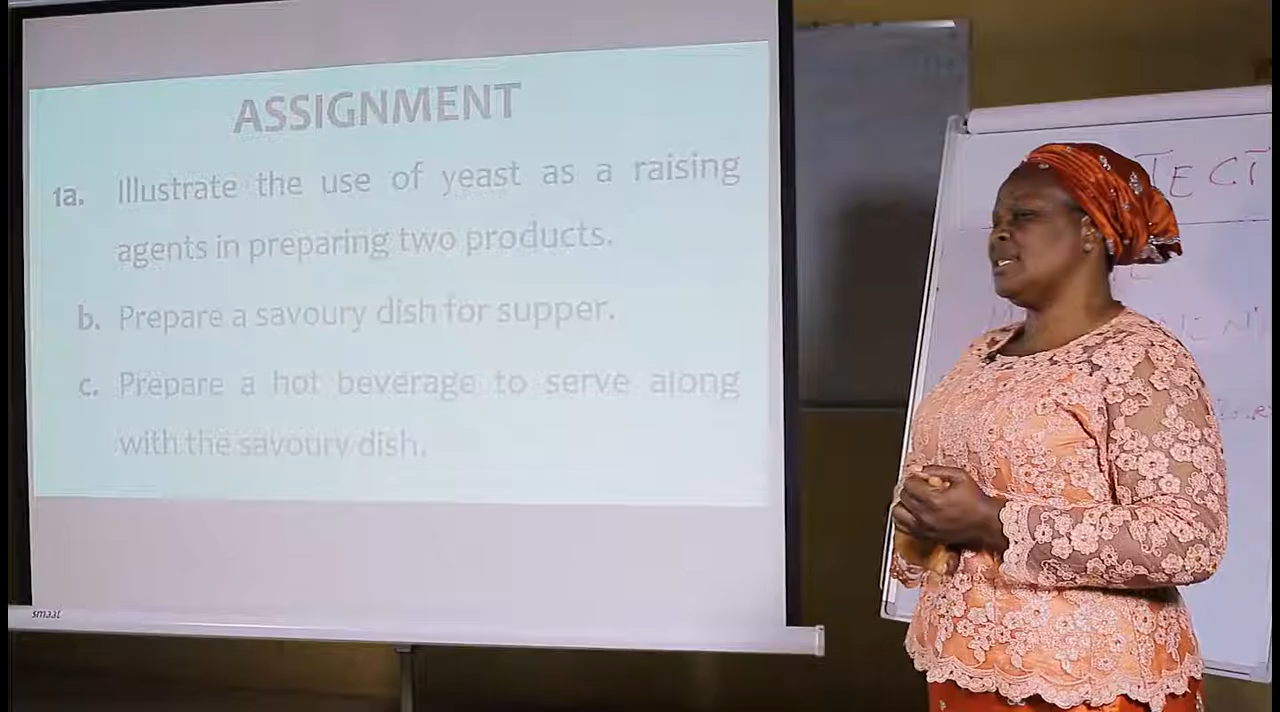 ASSIGNMENT
1a. Illustrate the use of yeast as a raising
agents in preparing two products.
b. Prepare a savoury dish for supper.
c. Prepare a hot beverage to serve along
with the savoury dish.
smaat
TECT